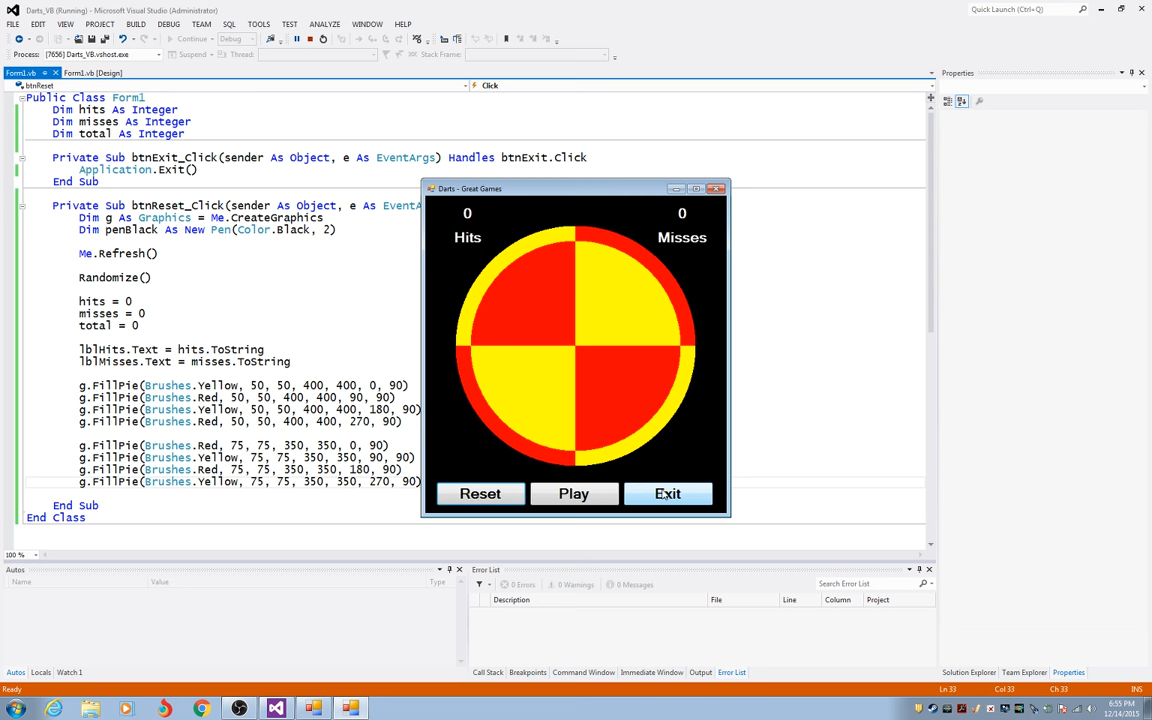 Darts_VB (Running) - Microsoft Visual Studio (Administrator)
Quick Launch (Ctrl+Q)
FILE EDIT VIEW PROJECT BUILD DEBUG TEAM SQL TOOLS TEST ANALYZE WINDOW HELP
Continue Debug
Process: [7656] Darts_VB.vshost.exe Suspend Thread: Stack Frame:
Form1.vb Form1.vb [Design]
Properties
btnReset Click
Public Class Form1
Dim hits As Integer
Dim misses As Integer
Dim total As Integer
Private Sub btnExit_Click(sender As Object, e As EventArgs) Handles btnExit.Click
Application.Exit()
End Sub
Private Sub btnReset_Click(sender As Object, e As EventA
Dim g As Graphics = Me.CreateGraphics
Dim penBlack As New Pen(Color.Black, 2)
Me.Refresh()
Randomize()
hits = 0
misses = 0
total = 0
lblHits.Text = hits.ToString
lblMisses.Text = misses.ToString
g.FillPie(Brushes.Yellow, 50, 50, 400, 400, 0, 90)
g.FillPie(Brushes.Red, 50, 50, 400, 400, 90, 90)
g.FillPie(Brushes.Yellow, 50, 50, 400, 400, 180, 90)
g.FillPie(Brushes.Red, 50, 50, 400, 400, 270, 90)
g.FillPie(Brushes.Red, 75, 75, 350, 350, 0, 90)
g.FillPie(Brushes.Yellow, 75, 75, 350, 350, 90, 90)
g.FillPie(Brushes.Red, 75, 75, 350, 350, 180, 90)
g.FillPie(Brushes.Yellow, 75, 75, 350, 350, 270, 90)
End Sub
End Class
Darts - Great Games
0 0
Hits Misses
Reset Play Exit
100 %
Autos
Name Value Type
Error List
0 Errors 0 Warnings 0 Messages Search Error List
Description File Line Column Project
Autos Locals Watch 1
Call Stack Breakpoints Command Window Immediate Window Output Error List
Solution Explorer Team Explorer Properties
Ready Ln 33 Col 33 Ch 33 INS
6:55 PM
12/14/2015